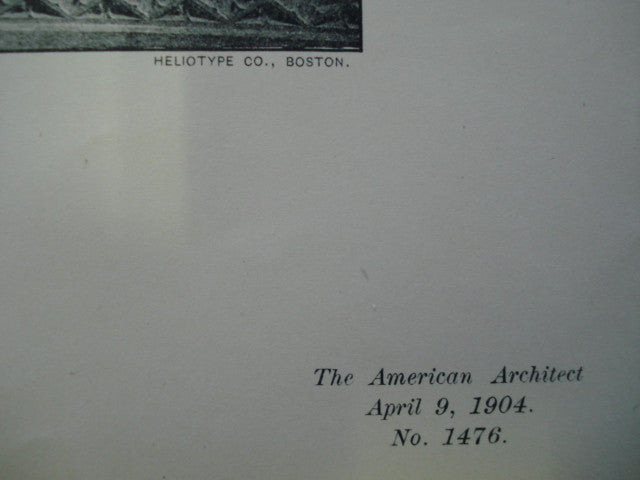 HELIOTYPE CO., BOSTON.
The American Architect
April 9, 1904.
No. 1476.